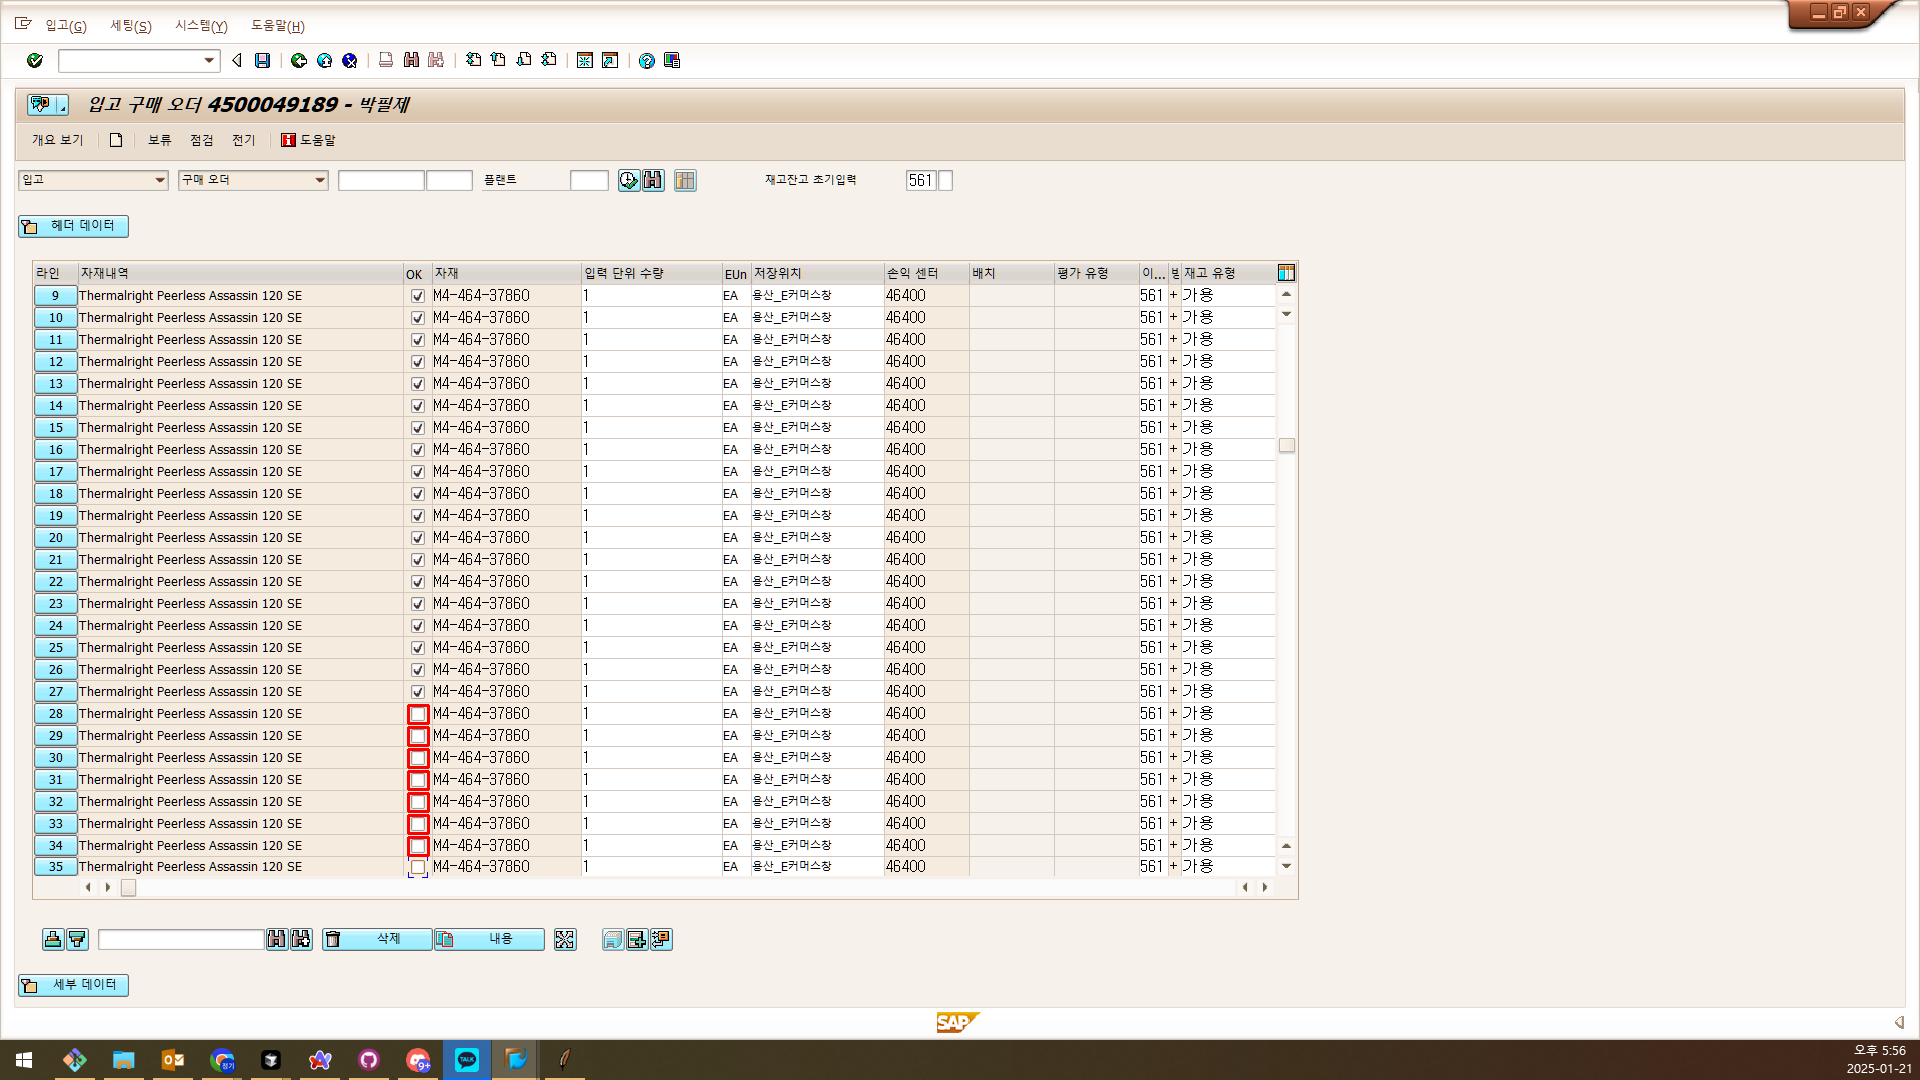 입고(G) 세팅(S) 시스템(Y) 도움말(H)
입고 구매 오더 4500049189 - 박필제
개요 보기 보류 점검 전기 도움말
입고 구매 오더 플랜트 재고잔고 초기입력 561
헤더 데이터
라인 자재내역 OK 자재 입력 단위 수량 EUn 저장위치 손익 센터 배치 평가 유형 이... 재고 유형
9 Thermalright Peerless Assassin 120 SE M4-464-37860 1 EA 용산_E커머스창 46400 561 + 가용
10 Thermalright Peerless Assassin 120 SE M4-464-37860 1 EA 용산_E커머스창 46400 561 + 가용
11 Thermalright Peerless Assassin 120 SE M4-464-37860 1 EA 용산_E커머스창 46400 561 + 가용
12 Thermalright Peerless Assassin 120 SE M4-464-37860 1 EA 용산_E커머스창 46400 561 + 가용
13 Thermalright Peerless Assassin 120 SE M4-464-37860 1 EA 용산_E커머스창 46400 561 + 가용
14 Thermalright Peerless Assassin 120 SE M4-464-37860 1 EA 용산_E커머스창 46400 561 + 가용
15 Thermalright Peerless Assassin 120 SE M4-464-37860 1 EA 용산_E커머스창 46400 561 + 가용
16 Thermalright Peerless Assassin 120 SE M4-464-37860 1 EA 용산_E커머스창 46400 561 + 가용
17 Thermalright Peerless Assassin 120 SE M4-464-37860 1 EA 용산_E커머스창 46400 561 + 가용
18 Thermalright Peerless Assassin 120 SE M4-464-37860 1 EA 용산_E커머스창 46400 561 + 가용
19 Thermalright Peerless Assassin 120 SE M4-464-37860 1 EA 용산_E커머스창 46400 561 + 가용
20 Thermalright Peerless Assassin 120 SE M4-464-37860 1 EA 용산_E커머스창 46400 561 + 가용
21 Thermalright Peerless Assassin 120 SE M4-464-37860 1 EA 용산_E커머스창 46400 561 + 가용
22 Thermalright Peerless Assassin 120 SE M4-464-37860 1 EA 용산_E커머스창 46400 561 + 가용
23 Thermalright Peerless Assassin 120 SE M4-464-37860 1 EA 용산_E커머스창 46400 561 + 가용
24 Thermalright Peerless Assassin 120 SE M4-464-37860 1 EA 용산_E커머스창 46400 561 + 가용
25 Thermalright Peerless Assassin 120 SE M4-464-37860 1 EA 용산_E커머스창 46400 561 + 가용
26 Thermalright Peerless Assassin 120 SE M4-464-37860 1 EA 용산_E커머스창 46400 561 + 가용
27 Thermalright Peerless Assassin 120 SE M4-464-37860 1 EA 용산_E커머스창 46400 561 + 가용
28 Thermalright Peerless Assassin 120 SE M4-464-37860 1 EA 용산_E커머스창 46400 561 + 가용
29 Thermalright Peerless Assassin 120 SE M4-464-37860 1 EA 용산_E커머스창 46400 561 + 가용
30 Thermalright Peerless Assassin 120 SE M4-464-37860 1 EA 용산_E커머스창 46400 561 + 가용
31 Thermalright Peerless Assassin 120 SE M4-464-37860 1 EA 용산_E커머스창 46400 561 + 가용
32 Thermalright Peerless Assassin 120 SE M4-464-37860 1 EA 용산_E커머스창 46400 561 + 가용
33 Thermalright Peerless Assassin 120 SE M4-464-37860 1 EA 용산_E커머스창 46400 561 + 가용
34 Thermalright Peerless Assassin 120 SE M4-464-37860 1 EA 용산_E커머스창 46400 561 + 가용
35 Thermalright Peerless Assassin 120 SE M4-464-37860 1 EA 용산_E커머스창 46400 561 + 가용
삭제 내용
세부 데이터
SAP
TALK 9+
오후 5:56
2025-01-21